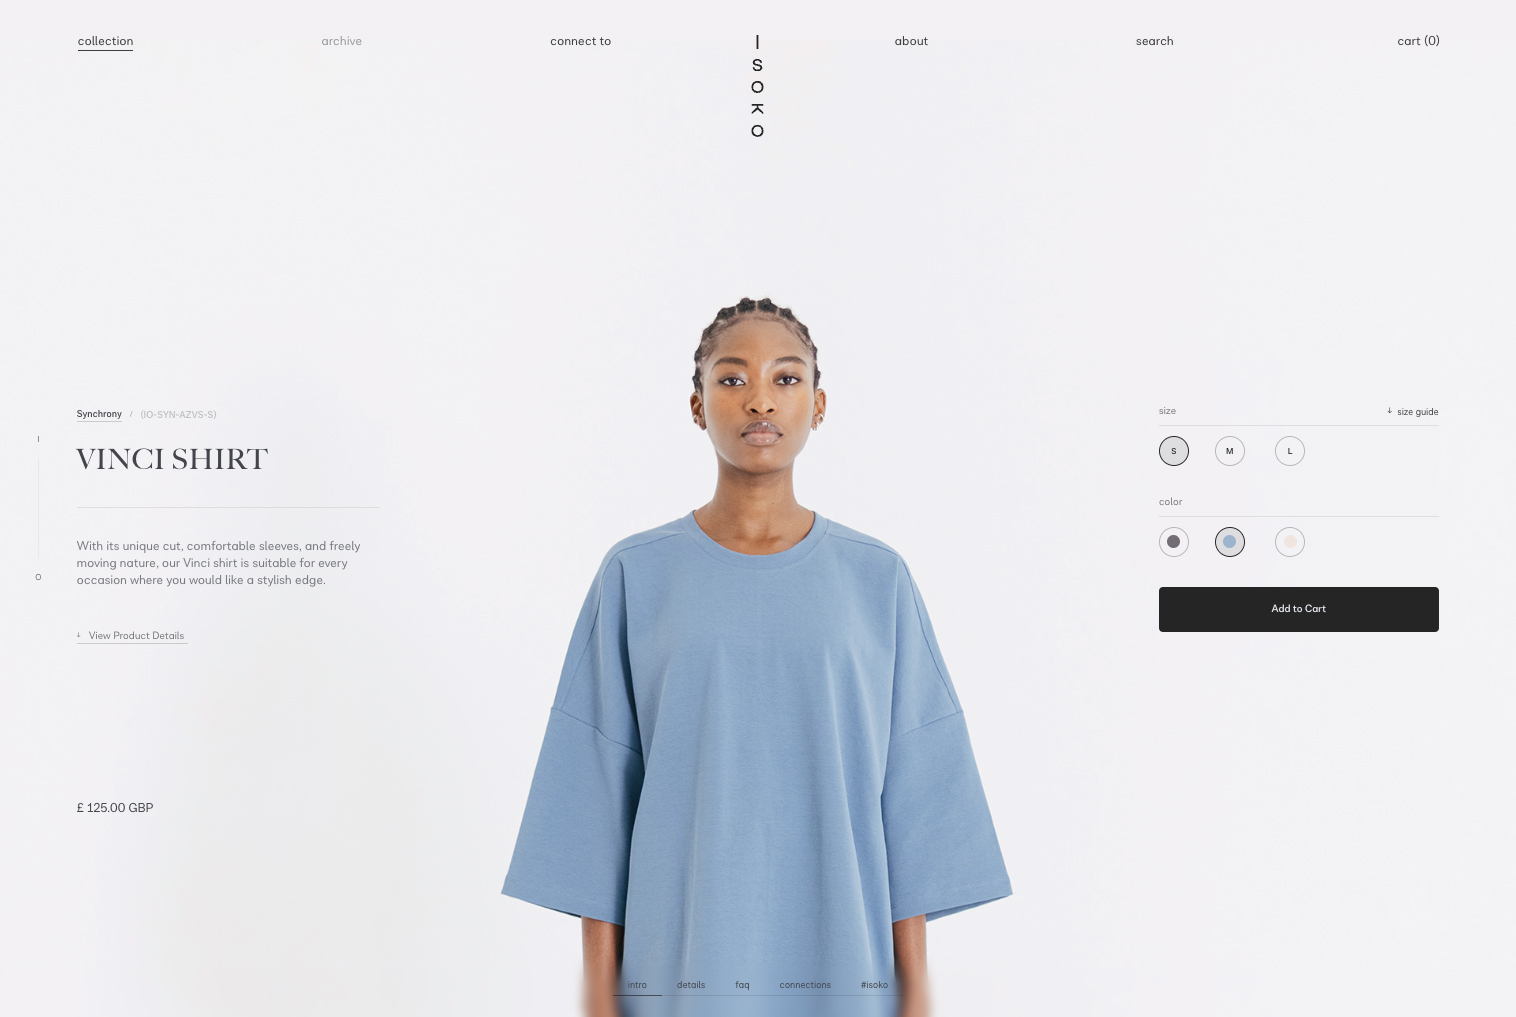 collection
archive
connect to
ISOKO
about
search
cart (0)
Synchrony / (IO-SYN-AZVS-S)
I
VINCI SHIRT
With its unique cut, comfortable sleeves, and freely
moving nature, our Vinci shirt is suitable for every
occasion where you would like a stylish edge.
O
↓ View Product Details
£ 125.00 GBP
size
↓ size guide
S
M
L
color
Add to Cart
intro
details
faq
connections
#isoko